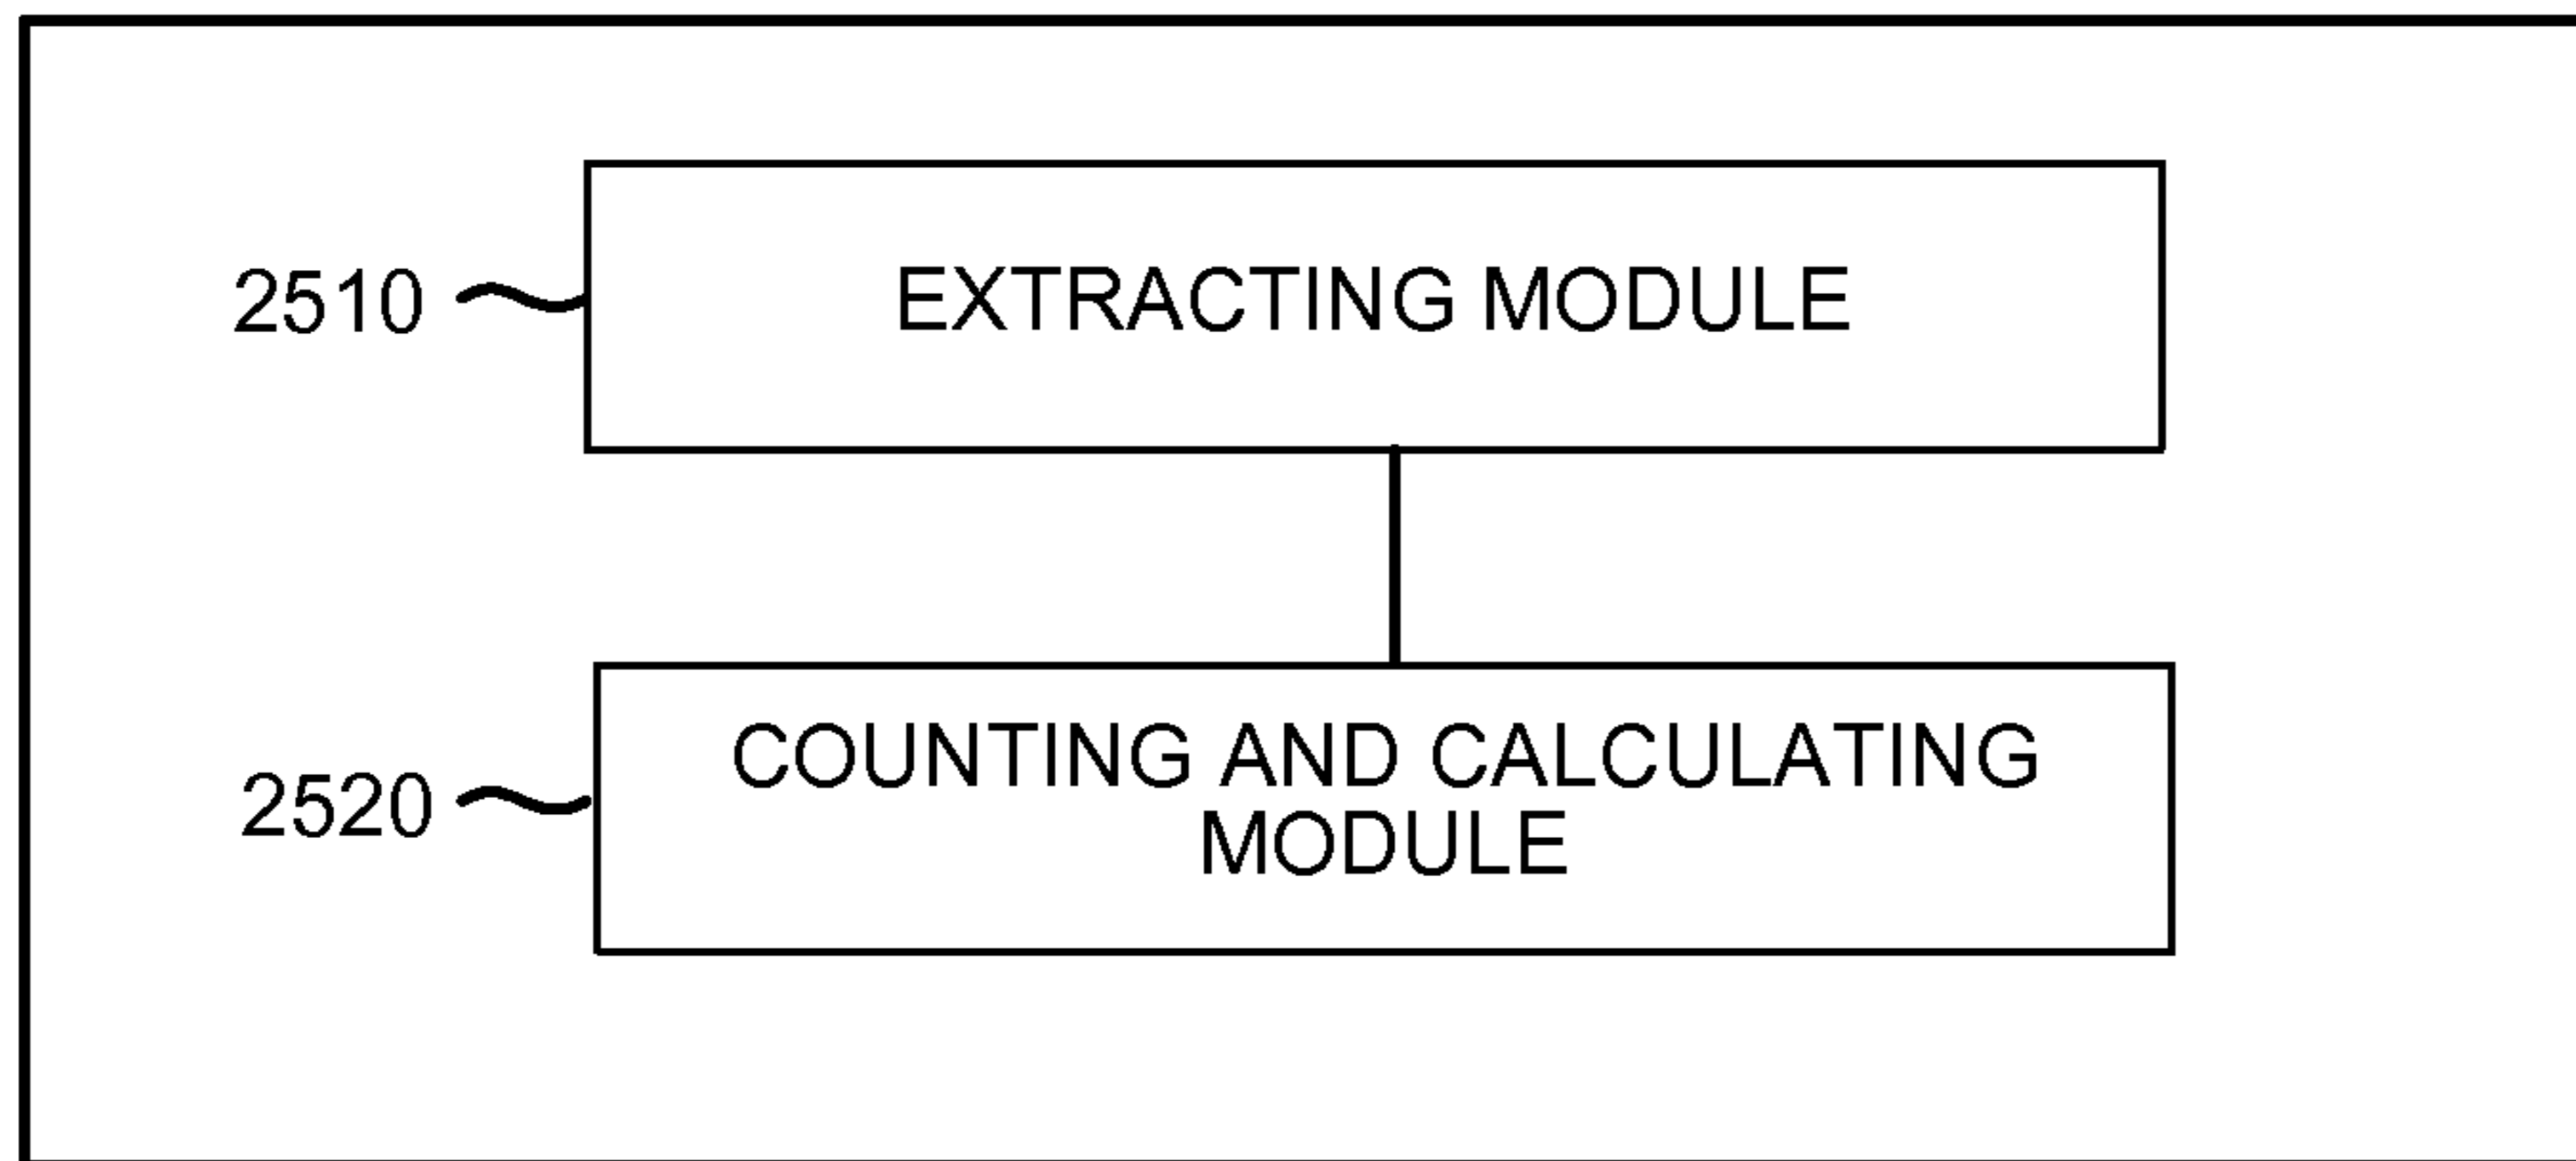 2510 EXTRACTING MODULE
COUNTING AND CALCULATING
2520
MODULE